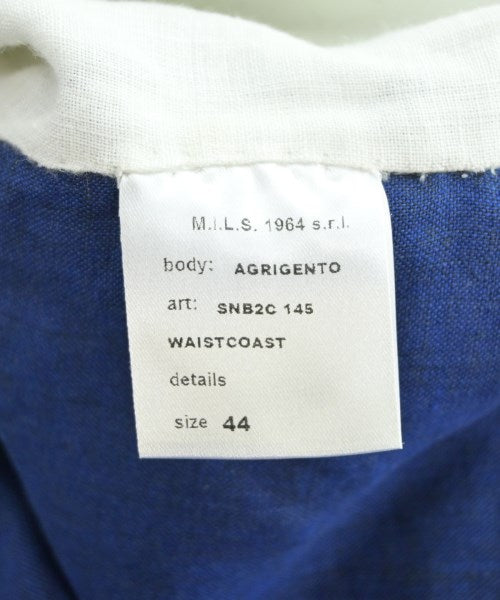 M.I.L.S. 1964 s.r.l.
body: AGRIGENTO
art: SNB2C 145
WAISTCOAST
details
size 44